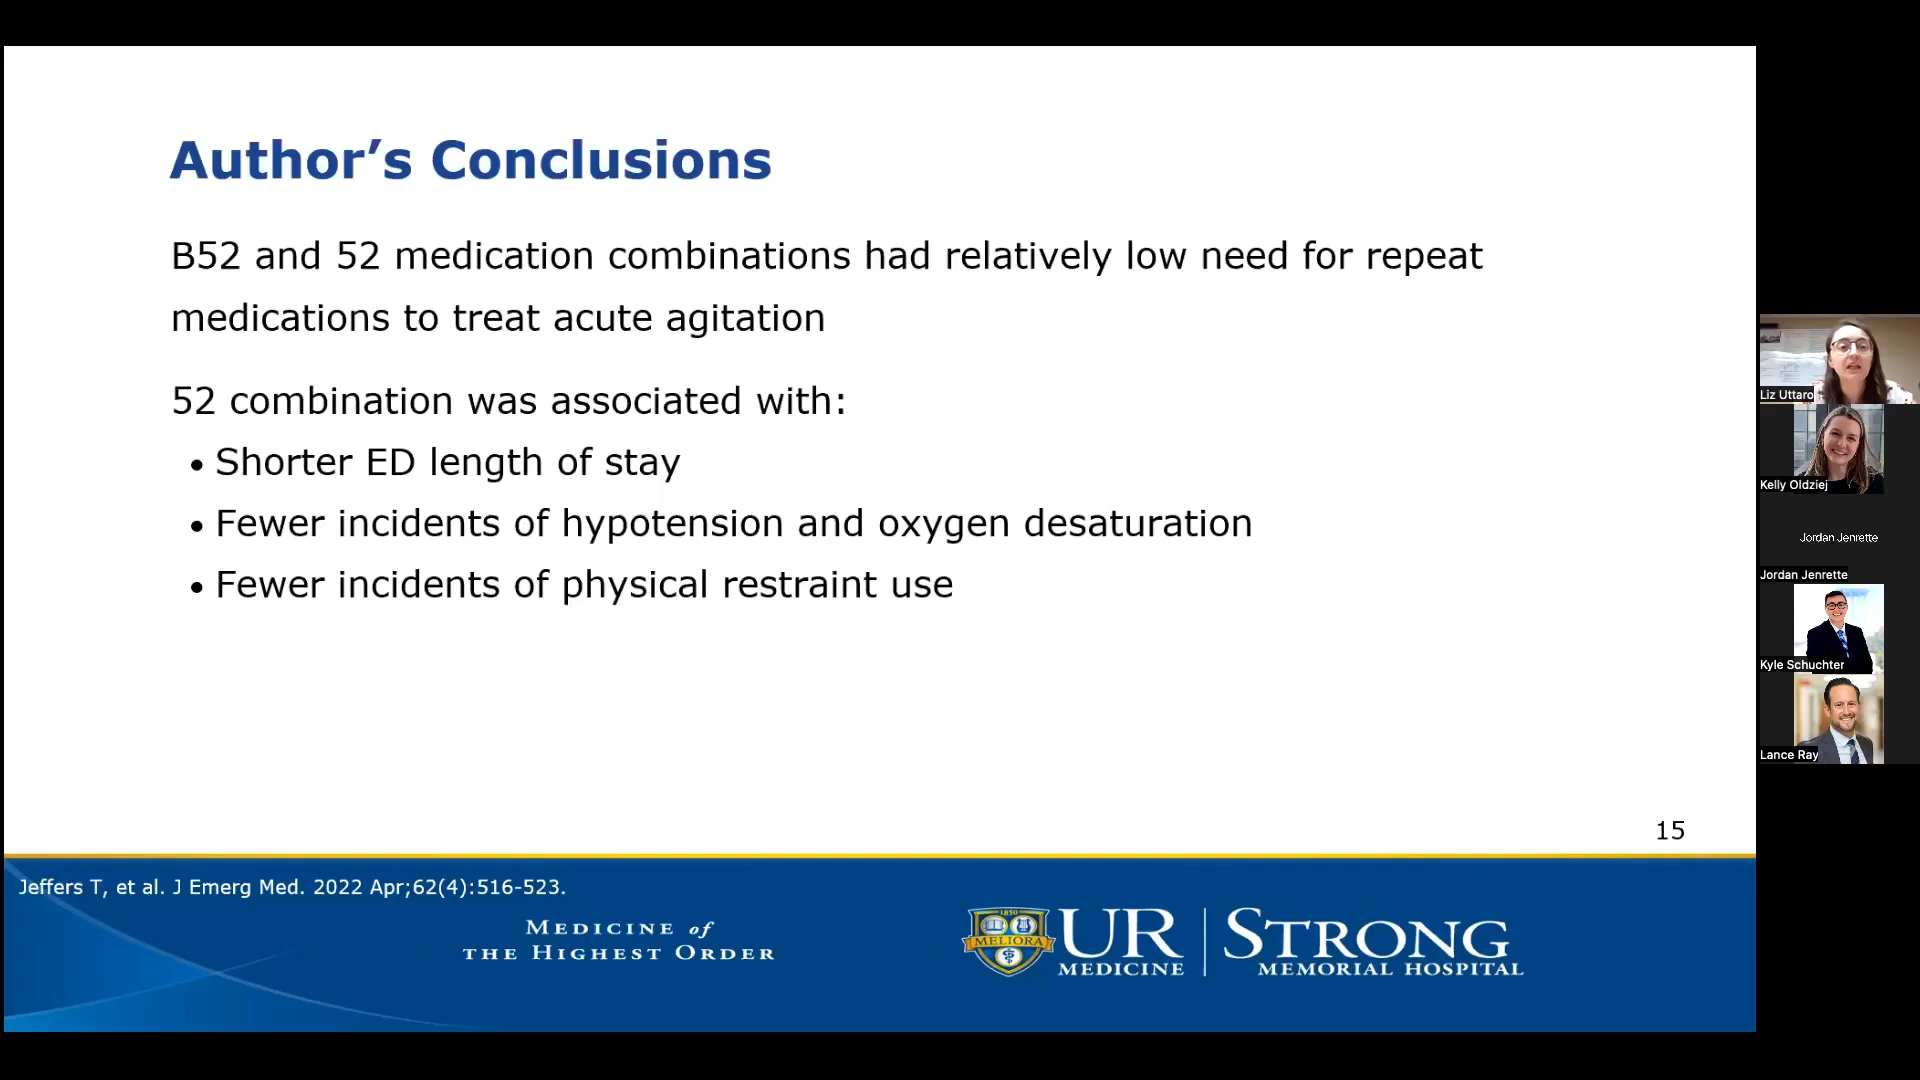 Author’s Conclusions
B52 and 52 medication combinations had relatively low need for repeat
medications to treat acute agitation
52 combination was associated with:
• Shorter ED length of stay
• Fewer incidents of hypotension and oxygen desaturation
• Fewer incidents of physical restraint use
15
Jeffers T, et al. J Emerg Med. 2022 Apr;62(4):516-523.
MEDICINE of
THE HIGHEST ORDER
1850
MELIORA
UR
MEDICINE
STRONG
MEMORIAL HOSPITAL
Liz Uttaro
Kelly Oldziej
Jordan Jenrette
Jordan Jenrette
Kyle Schuchter
Lance Ray